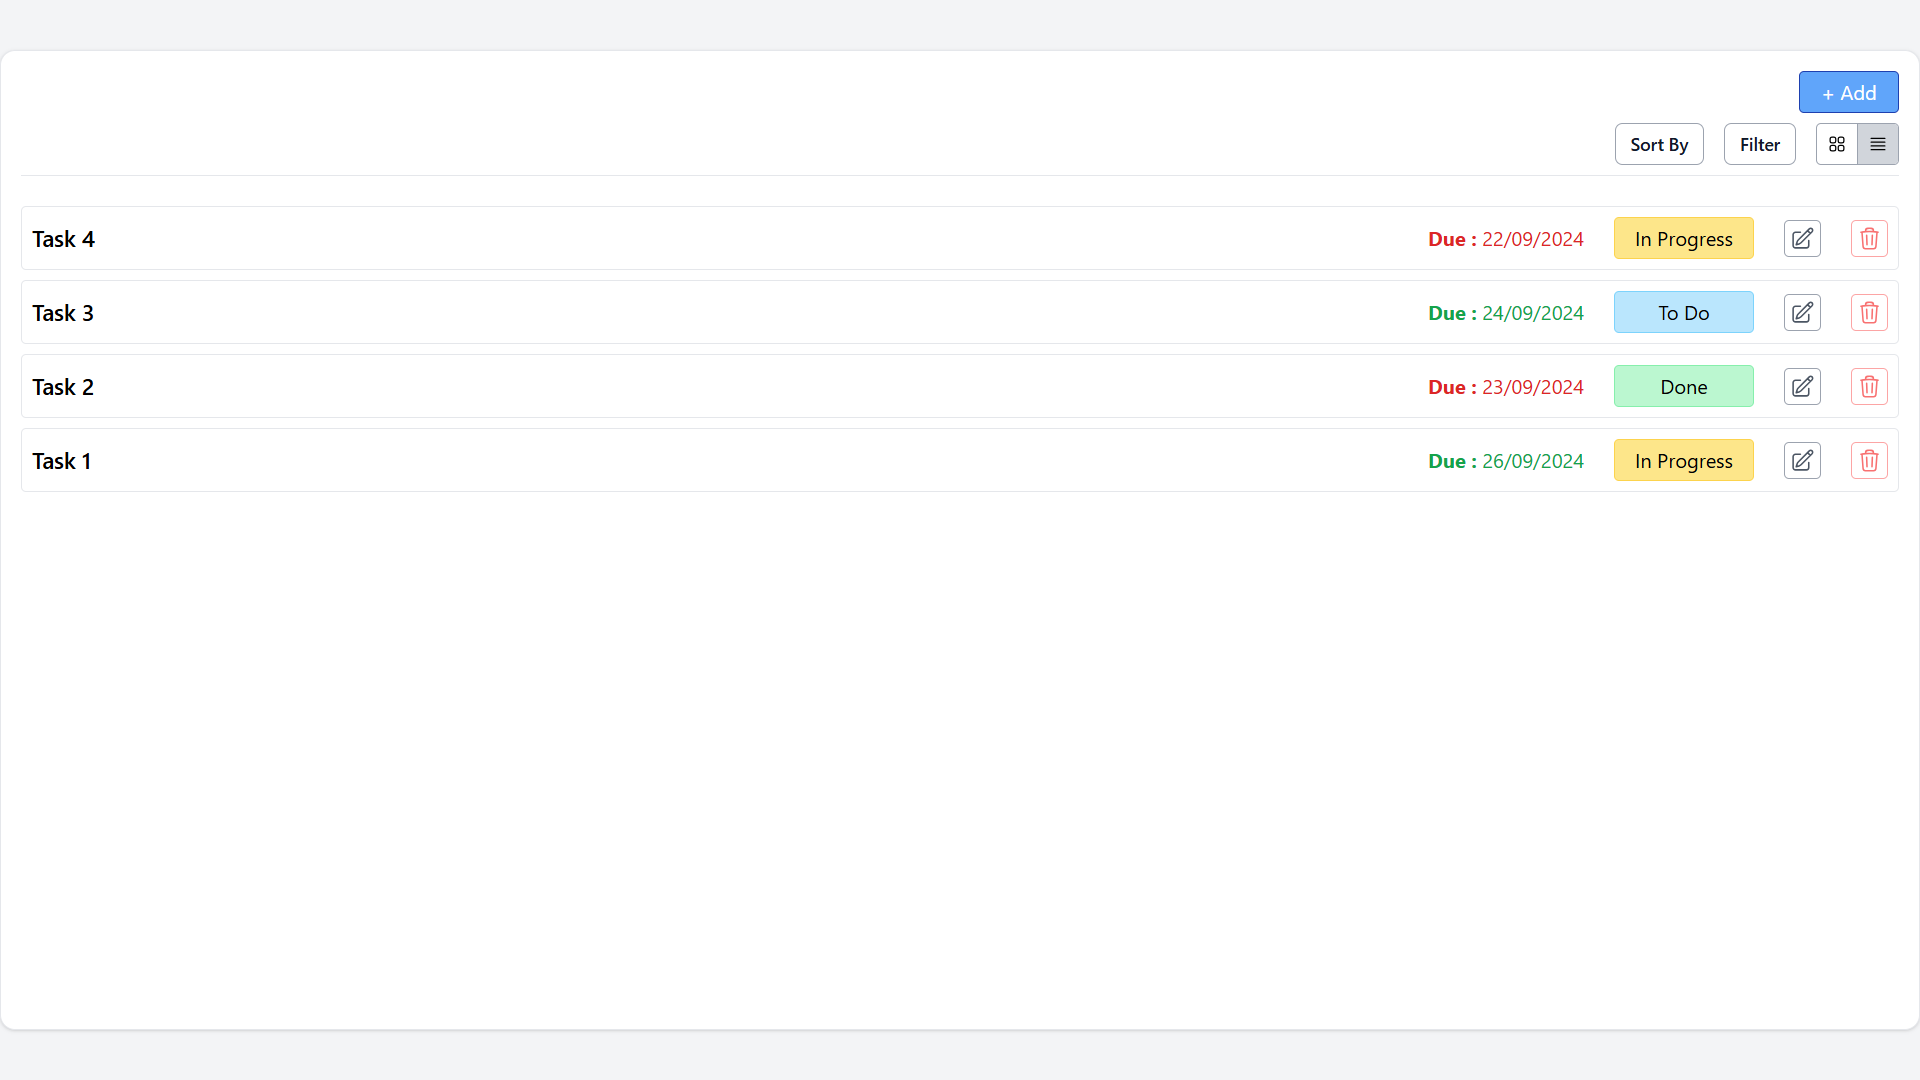 + Add
Sort By Filter
Task 4 Due : 22/09/2024 In Progress
Task 3 Due : 24/09/2024 To Do
Task 2 Due : 23/09/2024 Done
Task 1 Due : 26/09/2024 In Progress